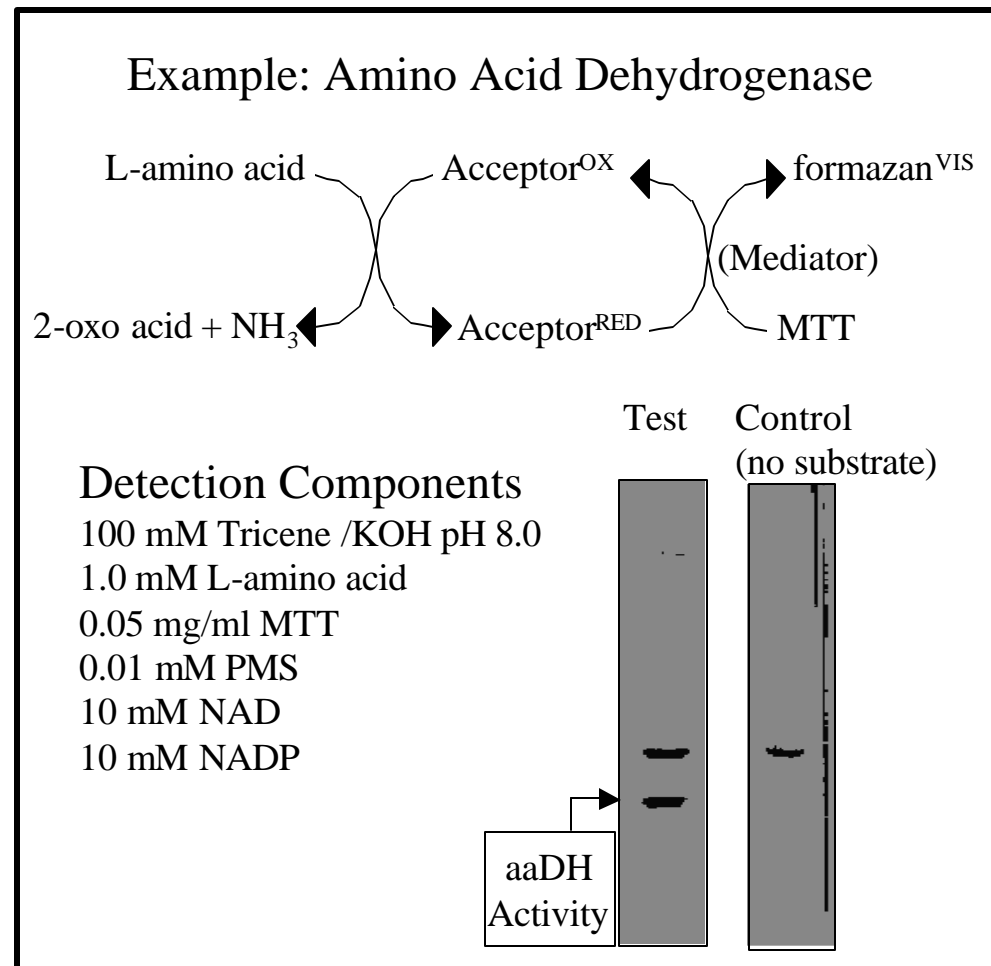 Example: Amino Acid Dehydrogenase
L-amino acid
Acceptor^OX
formazan^VIS
(Mediator)
2-oxo acid + NH₃
Acceptor^RED
MTT
Test
Control
(no substrate)
Detection Components
100 mM Tricene /KOH pH 8.0
1.0 mM L-amino acid
0.05 mg/ml MTT
0.01 mM PMS
10 mM NAD
10 mM NADP
aaDH
Activity